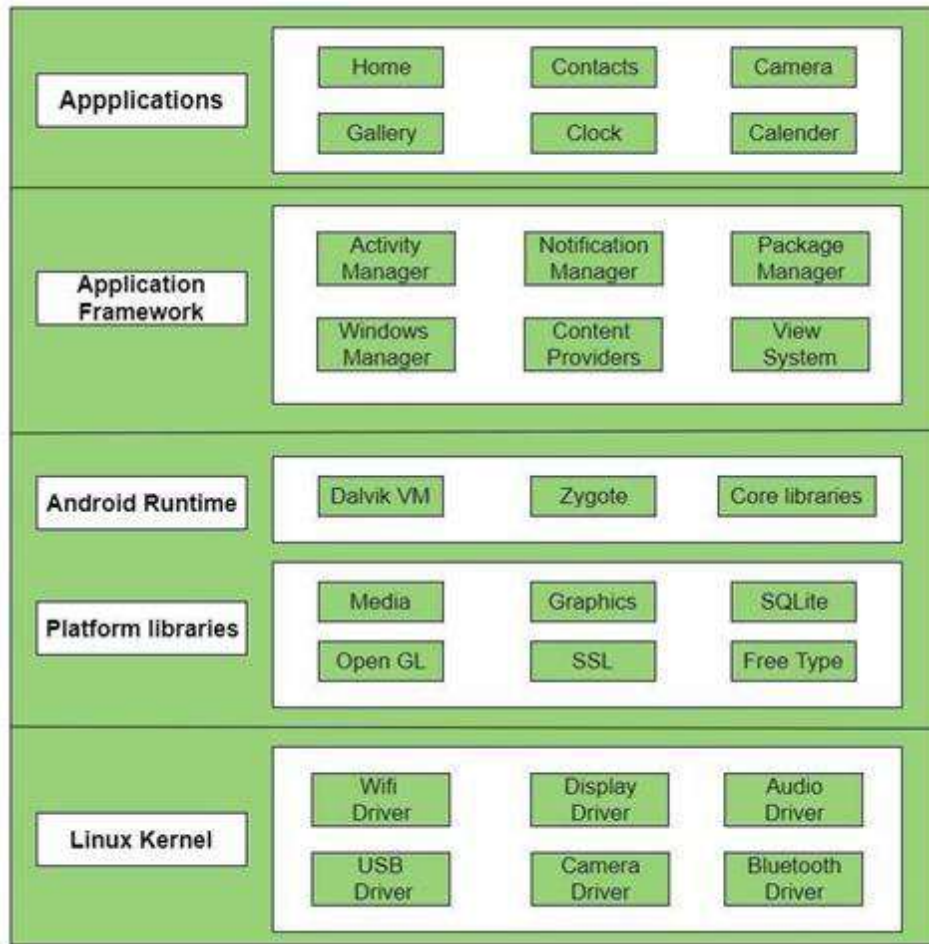 Appplications
Home
Contacts
Camera
Gallery
Clock
Calender
Application
Framework
Activity
Manager
Notification
Manager
Package
Manager
Windows
Manager
Content
Providers
View
System
Android Runtime
Dalvik VM
Zygote
Core libraries
Platform libraries
Media
Graphics
SQLite
Open GL
SSL
Free Type
Linux Kernel
Wifi
Driver
Display
Driver
Audio
Driver
USB
Driver
Camera
Driver
Bluetooth
Driver